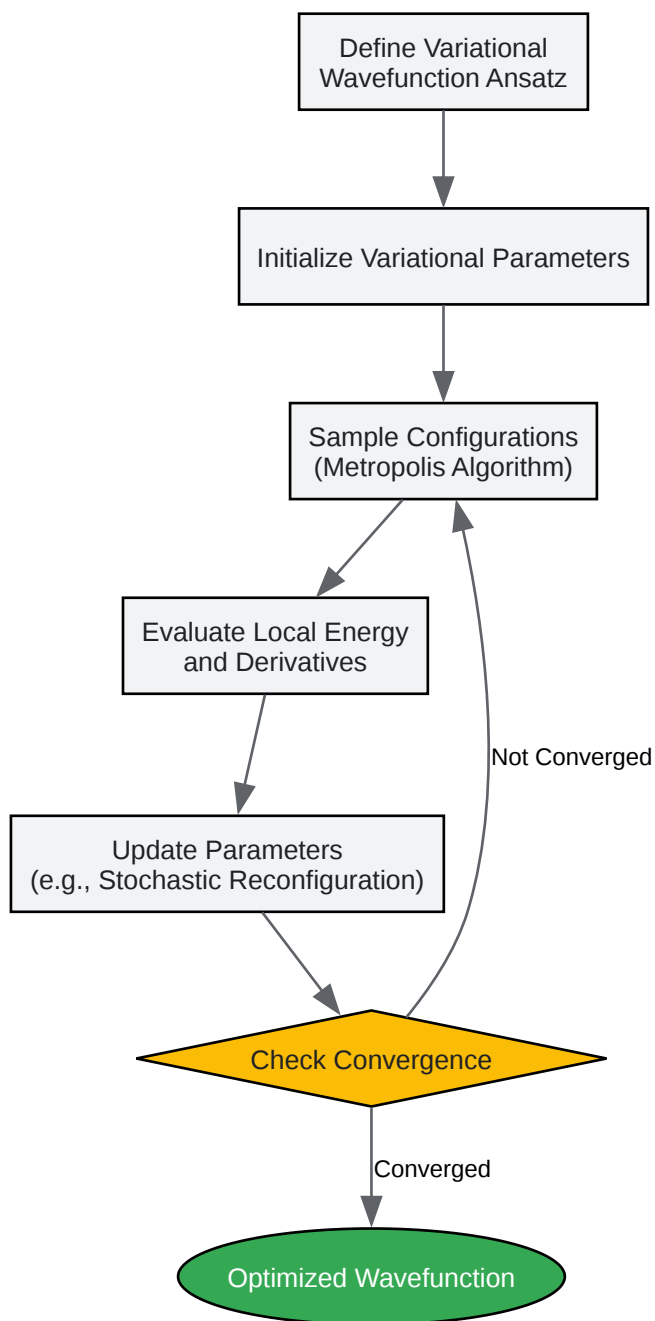 Define Variational
Wavefunction Ansatz
Initialize Variational Parameters
Sample Configurations
(Metropolis Algorithm)
Evaluate Local Energy
and Derivatives
Not Converged
Update Parameters
(e.g., Stochastic Reconfiguration)
Check Convergence
Converged
Optimized Wavefunction